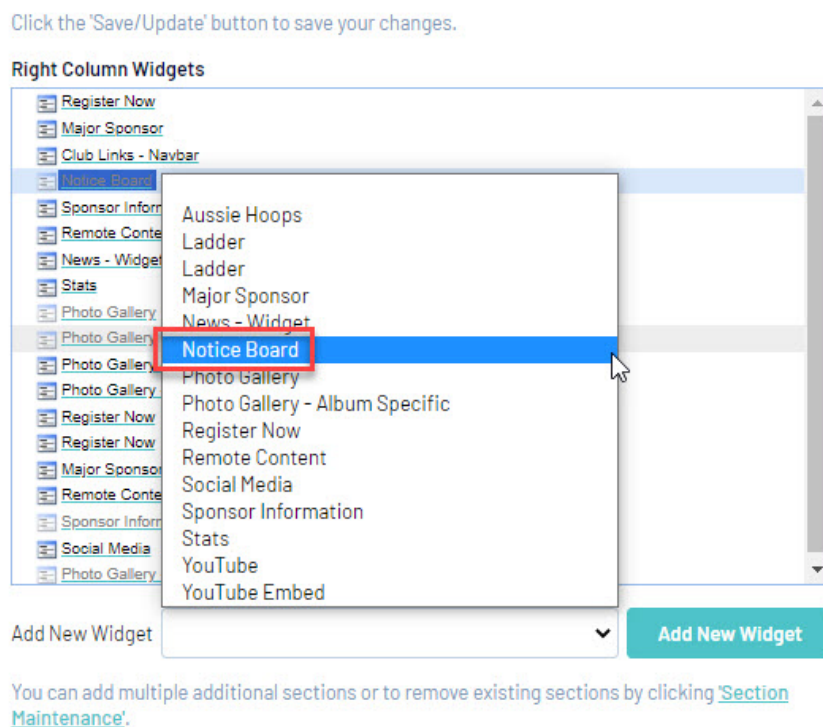 Click the 'Save/Update' button to save your changes.
Right Column Widgets
Register Now
Major Sponsor
Club Links - Navbar
Notice Board
Sponsor Inform
Remote Conte
News - Widget
Stats
Photo Gallery
Photo Gallery
Photo Gallery
Photo Gallery
Register Now
Register Now
Major Sponsor
Remote Conte
Sponsor Inform
Social Media
Photo Gallery
Aussie Hoops
Ladder
Ladder
Major Sponsor
News - Widget
Notice Board
Photo Gallery
Photo Gallery - Album Specific
Register Now
Remote Content
Social Media
Sponsor Information
Stats
YouTube
YouTube Embed
Add New Widget
Add New Widget
You can add multiple additional sections or to remove existing sections by clicking 'Section
Maintenance'.